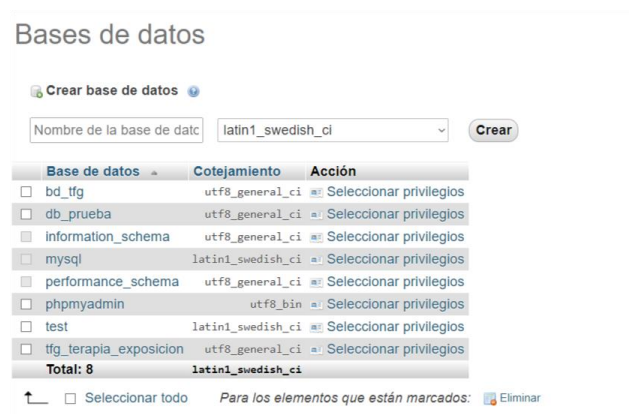 Bases de datos
Crear base de datos
Nombre de la base de datc latin1_swedish_ci Crear
Base de datos Cotejamiento Acción
bd_tfg utf8_general_ci Seleccionar privilegios
db_prueba utf8_general_ci Seleccionar privilegios
information_schema utf8_general_ci Seleccionar privilegios
mysql latin1_swedish_ci Seleccionar privilegios
performance_schema utf8_general_ci Seleccionar privilegios
phpmyadmin utf8_bin Seleccionar privilegios
test latin1_swedish_ci Seleccionar privilegios
tfg_terapia_exposicion utf8_general_ci Seleccionar privilegios
Total: 8 latin1_swedish_ci
Seleccionar todo Para los elementos que están marcados: Eliminar